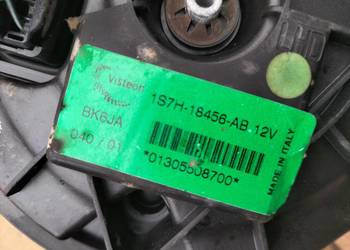 Visteon
1S7H-18456-AB 12V
BK6JA
040 / 01
*01305508700*
MADE IN ITALY